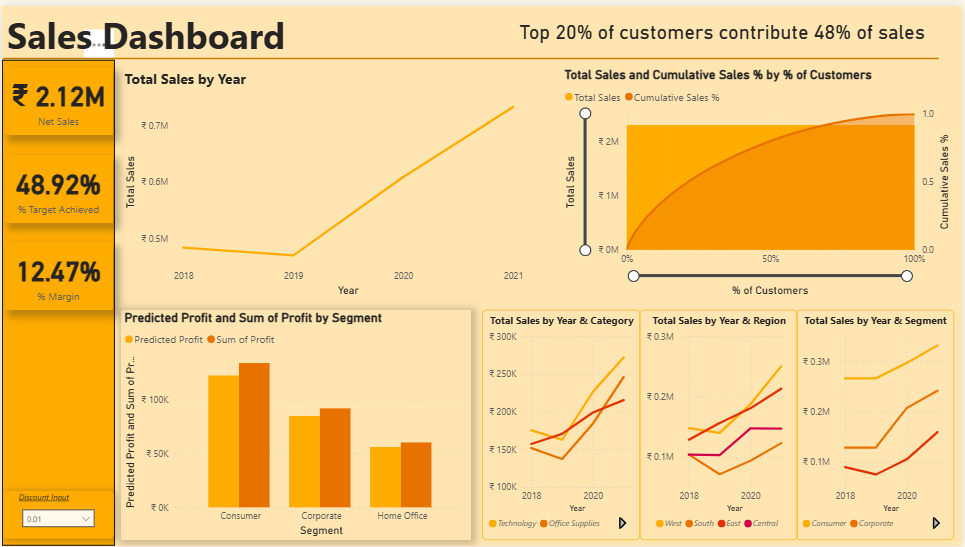 Sales Dashboard
Top 20% of customers contribute 48% of sales
₹ 2.12M
Net Sales
48.92%
% Target Achieved
12.47%
% Margin
Discount Input
0.01
Total Sales by Year
Total Sales
₹ 0.7M
₹ 0.6M
₹ 0.5M
2018 2019 2020 2021
Year
Total Sales and Cumulative Sales % by % of Customers
Total Sales Cumulative Sales %
Total Sales
₹ 2M
₹ 1M
₹ 0M
1.0
0.5
0.0
Cumulative Sales %
0% 50% 100%
% of Customers
Predicted Profit and Sum of Profit by Segment
Predicted Profit Sum of Profit
Predicted Profit and Sum of Pr...
₹ 100K
₹ 50K
₹ 0K
Consumer Corporate Home Office
Segment
Total Sales by Year & Category
₹ 300K
₹ 250K
₹ 200K
₹ 150K
₹ 100K
2018 2020
Year
Technology Office Supplies
Total Sales by Year & Region
₹ 0.3M
₹ 0.2M
₹ 0.1M
2018 2020
Year
West South East Central
Total Sales by Year & Segment
₹ 0.3M
₹ 0.2M
₹ 0.1M
2018 2020
Year
Consumer Corporate